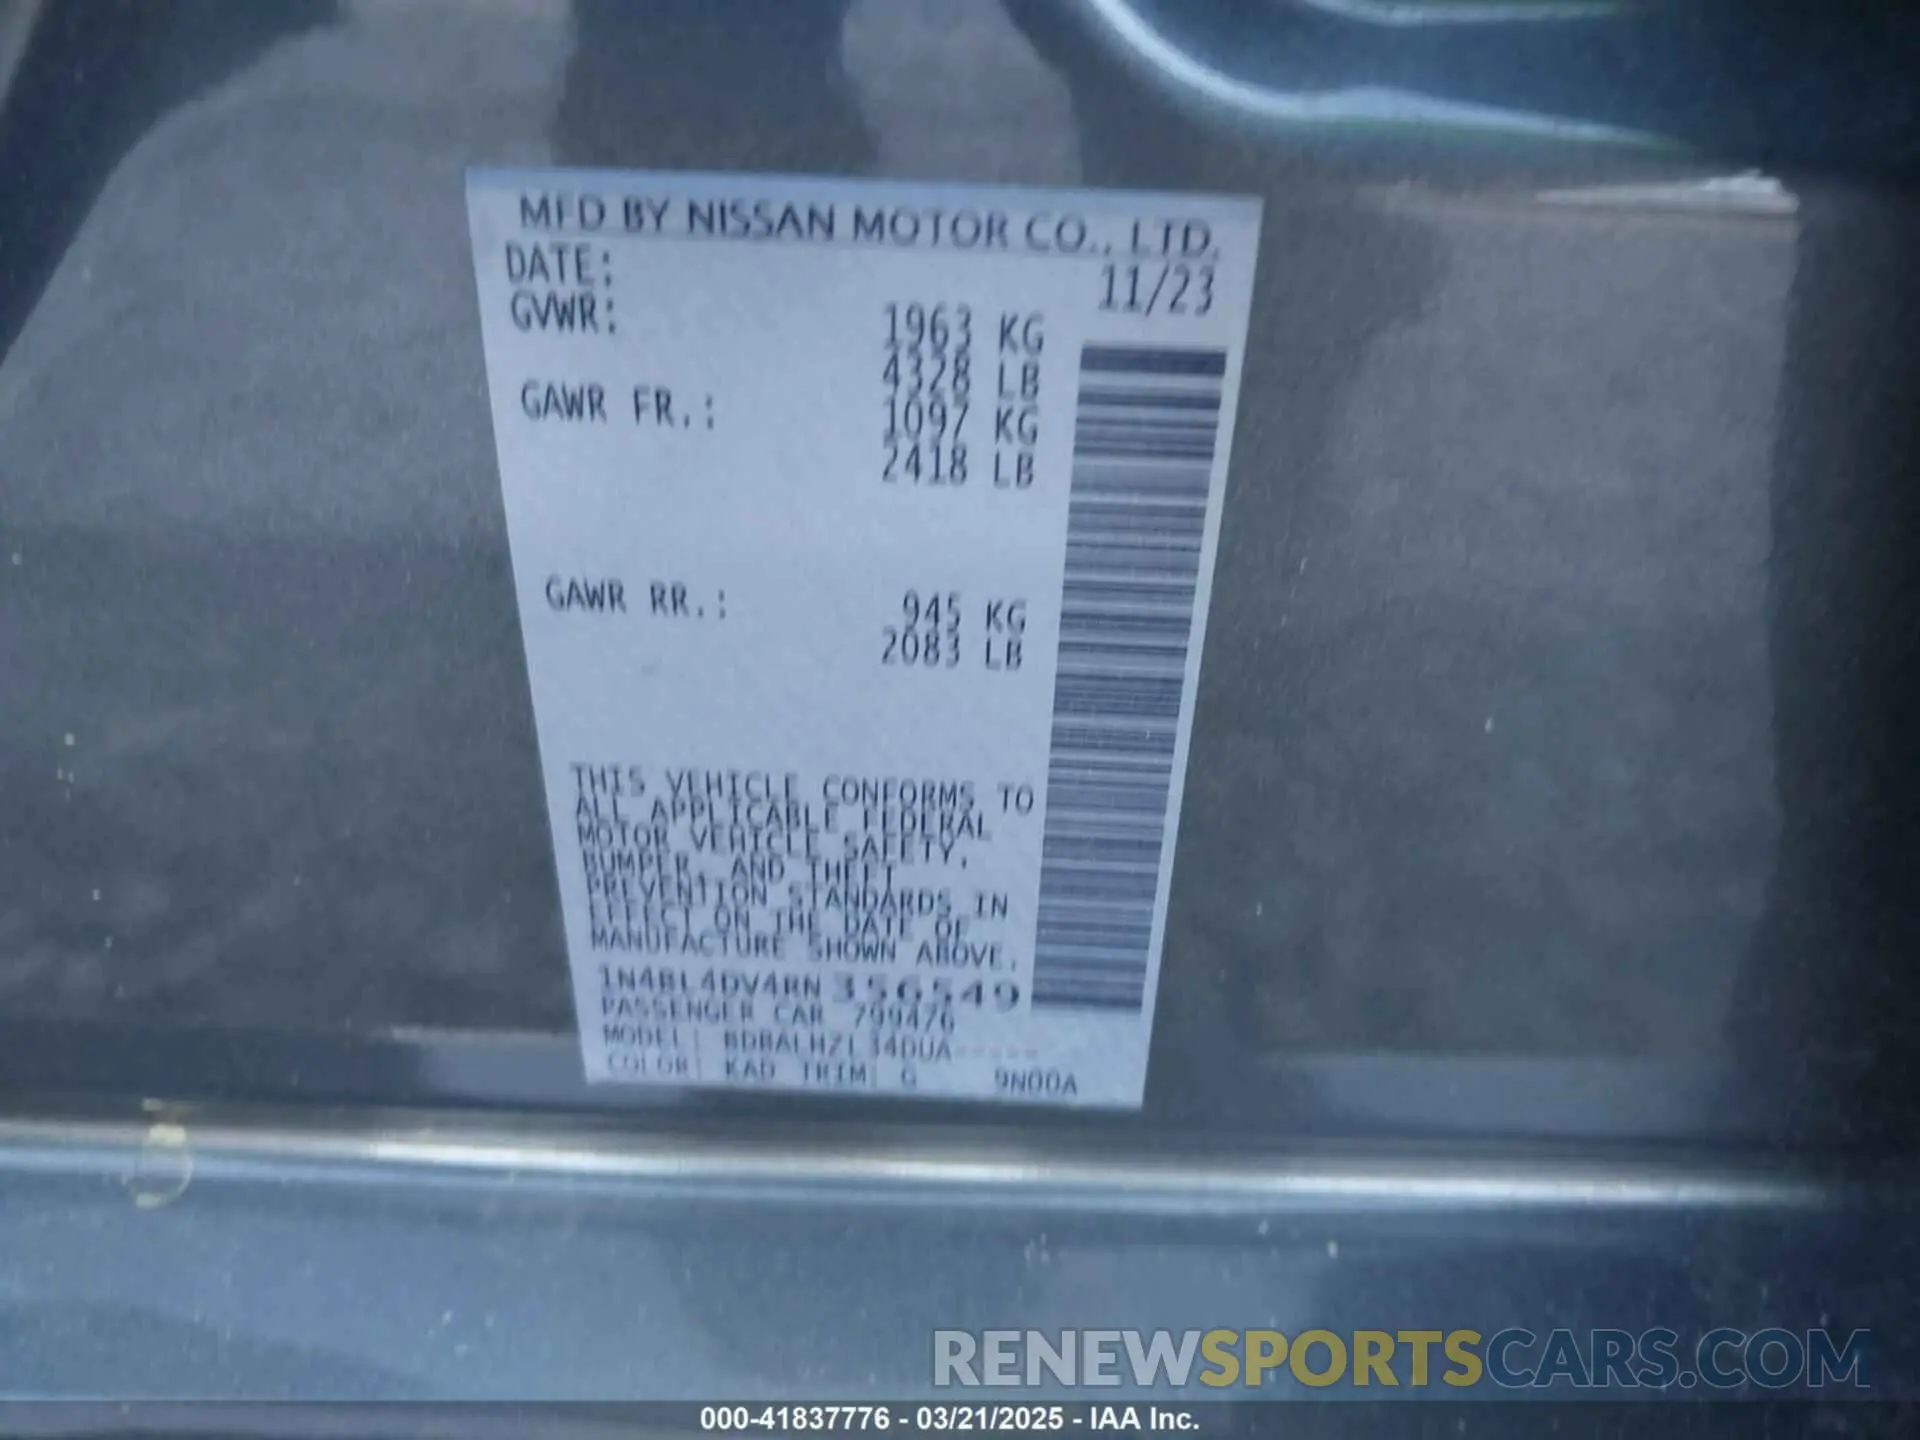 MFD BY NISSAN MOTOR CO., LTD.
DATE: 11/23
GVWR: 1963 KG
4328 LB
GAWR FR.: 1097 KG
2418 LB
GAWR RR.: 945 KG
2083 LB
THIS VEHICLE CONFORMS TO
ALL APPLICABLE FEDERAL
MOTOR VEHICLE SAFETY,
BUMPER, AND THEFT
PREVENTION STANDARDS IN
EFFECT ON THE DATE OF
MANUFACTURE SHOWN ABOVE.
1N4BL4DV4RN356549
PASSENGER CAR 799476
MODEL:
COLOR: KAD TRIM: G 9N00A
RENEWSPORTSCARS.COM
000-41837776 - 03/21/2025 - IAA Inc.